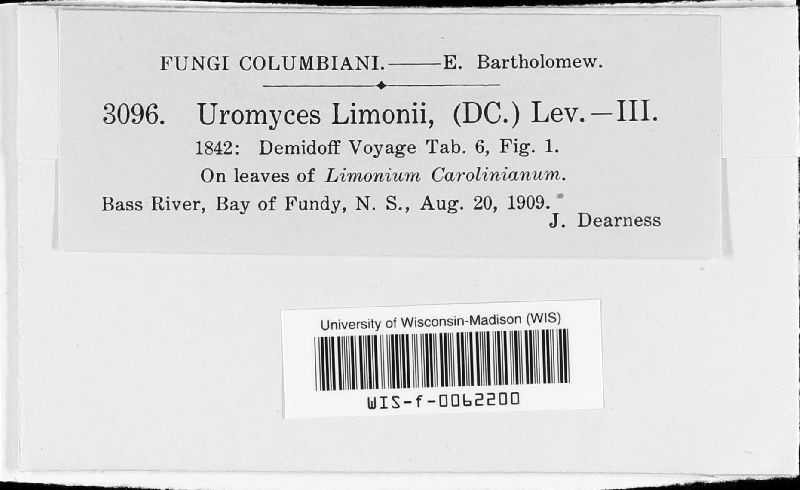 FUNGI COLUMBIANI.——E. Bartholomew.
3096. Uromyces Limonii, (DC.) Lev.—III.
1842: Demidoff Voyage Tab. 6, Fig. 1.
On leaves of Limonium Carolinianum.
Bass River, Bay of Fundy, N. S., Aug. 20, 1909.
J. Dearness
University of Wisconsin-Madison (WIS)
WIS-f-0062200